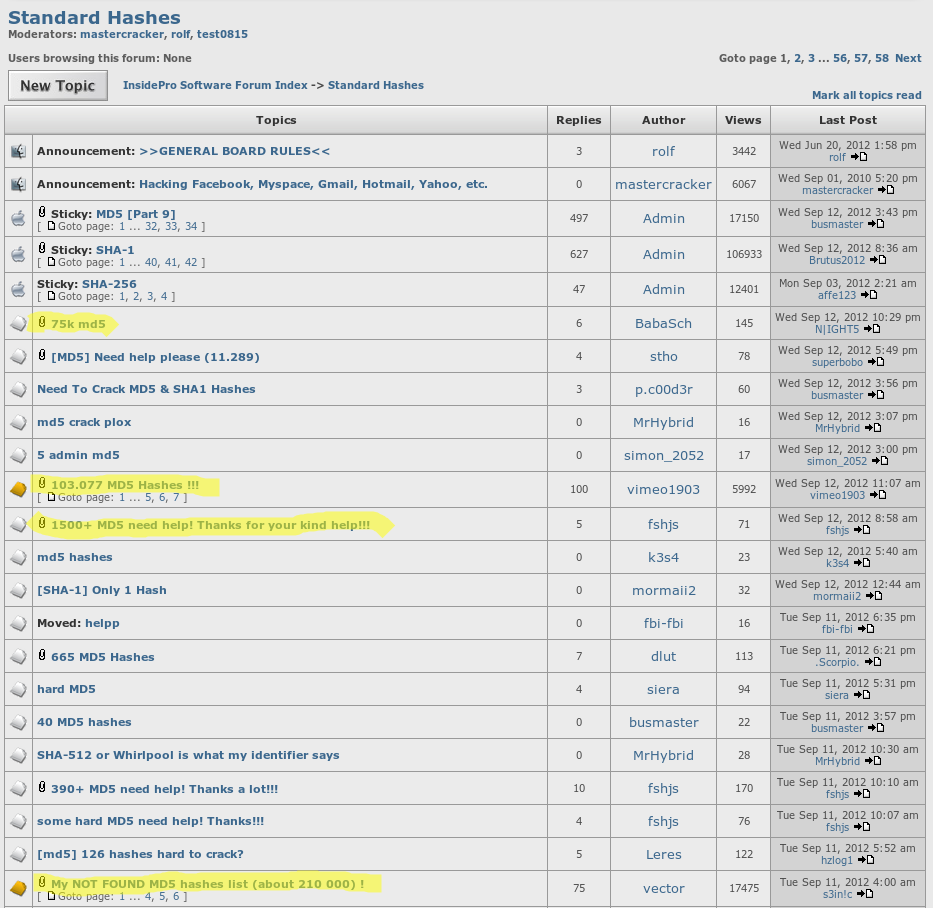 Standard Hashes
Moderators: mastercracker, rolf, test0815
Users browsing this forum: None
Goto page 1, 2, 3 ... 56, 57, 58 Next
New Topic
InsidePro Software Forum Index -> Standard Hashes
Mark all topics read
Topics Replies Author Views Last Post
Announcement: >>GENERAL BOARD RULES<< 3 rolf 3442 Wed Jun 20, 2012 1:58 pm
rolf
Announcement: Hacking Facebook, Myspace, Gmail, Hotmail, Yahoo, etc. 0 mastercracker 6067 Wed Sep 01, 2010 5:20 pm
mastercracker
Sticky: MD5 [Part 9] 497 Admin 17150 Wed Sep 12, 2012 3:43 pm
[ Goto page: 1 ... 32, 33, 34 ] busmaster
Sticky: SHA-1 627 Admin 106933 Wed Sep 12, 2012 8:36 am
[ Goto page: 1 ... 40, 41, 42 ] Brutus2012
Sticky: SHA-256 47 Admin 12401 Mon Sep 03, 2012 2:21 am
[ Goto page: 1, 2, 3, 4 ] affe123
75k md5 6 BabaSch 145 Wed Sep 12, 2012 10:29 pm
N|IGHT5
[MD5] Need help please (11.289) 4 stho 78 Wed Sep 12, 2012 5:49 pm
superbobo
Need To Crack MD5 & SHA1 Hashes 3 p.c00d3r 60 Wed Sep 12, 2012 3:56 pm
busmaster
md5 crack plox 0 MrHybrid 16 Wed Sep 12, 2012 3:07 pm
MrHybrid
5 admin md5 0 simon_2052 17 Wed Sep 12, 2012 3:00 pm
simon_2052
103.077 MD5 Hashes !!! 100 vimeo1903 5992 Wed Sep 12, 2012 11:07 am
[ Goto page: 1 ... 5, 6, 7 ] vimeo1903
1500+ MD5 need help! Thanks for your kind help!!! 5 fshjs 71 Wed Sep 12, 2012 8:58 am
fshjs
md5 hashes 0 k3s4 23 Wed Sep 12, 2012 5:40 am
k3s4
[SHA-1] Only 1 Hash 0 mormaii2 32 Wed Sep 12, 2012 12:44 am
mormaii2
Moved: helpp 0 fbi-fbi 16 Tue Sep 11, 2012 6:35 pm
fbi-fbi
665 MD5 Hashes 7 dlut 113 Tue Sep 11, 2012 6:21 pm
.Scorpio.
hard MD5 4 siera 94 Tue Sep 11, 2012 5:31 pm
siera
40 MD5 hashes 0 busmaster 22 Tue Sep 11, 2012 3:57 pm
busmaster
SHA-512 or Whirlpool is what my identifier says 0 MrHybrid 28 Tue Sep 11, 2012 10:30 am
MrHybrid
390+ MD5 need help! Thanks a lot!!! 10 fshjs 170 Tue Sep 11, 2012 10:10 am
fshjs
some hard MD5 need help! Thanks!!! 4 fshjs 76 Tue Sep 11, 2012 10:07 am
fshjs
[md5] 126 hashes hard to crack? 5 Leres 122 Tue Sep 11, 2012 5:52 am
hzlog1
My NOT FOUND MD5 hashes list (about 210 000) ! 75 vector 17475 Tue Sep 11, 2012 4:00 am
[ Goto page: 1 ... 4, 5, 6 ] s3in!c